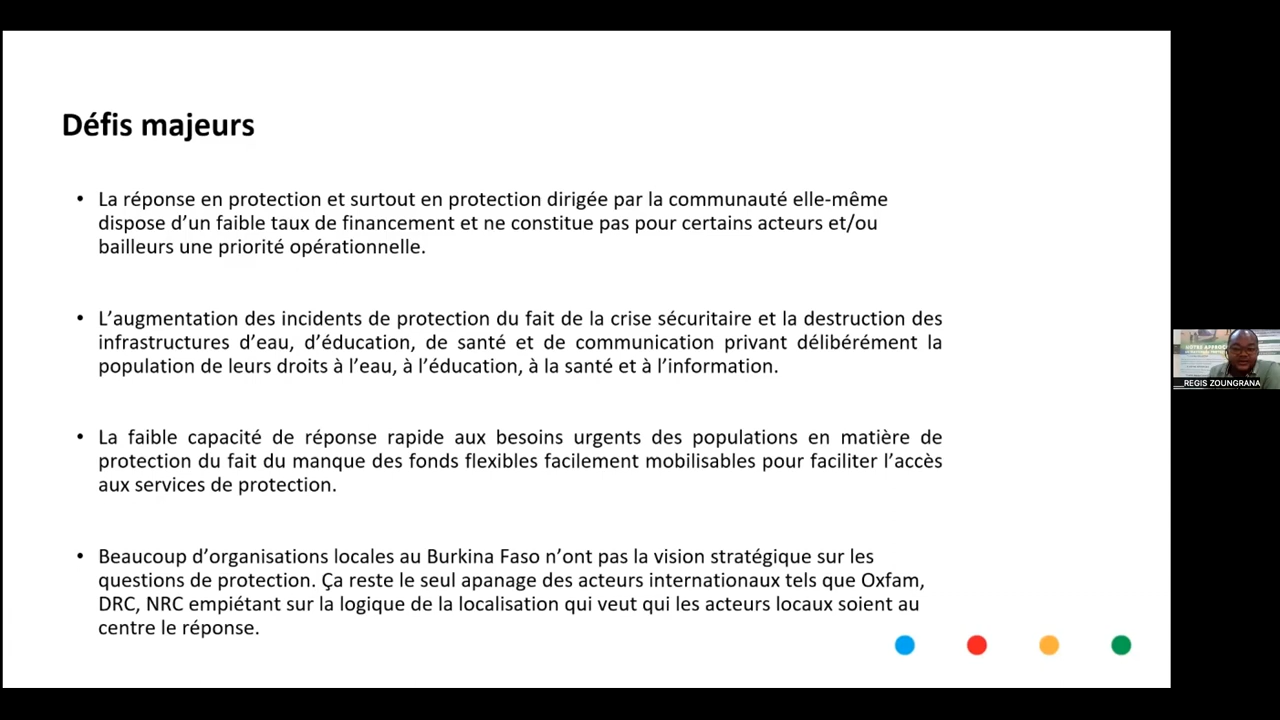 Défis majeurs
• La réponse en protection et surtout en protection dirigée par la communauté elle-même
dispose d’un faible taux de financement et ne constitue pas pour certains acteurs et/ou
bailleurs une priorité opérationnelle.
• L’augmentation des incidents de protection du fait de la crise sécuritaire et la destruction des
infrastructures d’eau, d’éducation, de santé et de communication privant délibérément la
population de leurs droits à l’eau, à l’éducation, à la santé et à l’information.
• La faible capacité de réponse rapide aux besoins urgents des populations en matière de
protection du fait du manque des fonds flexibles facilement mobilisables pour faciliter l’accès
aux services de protection.
• Beaucoup d’organisations locales au Burkina Faso n’ont pas la vision stratégique sur les
questions de protection. Ça reste le seul apanage des acteurs internationaux tels que Oxfam,
DRC, NRC empiétant sur la logique de la localisation qui veut qui les acteurs locaux soient au
centre le réponse.
REGIS ZOUNGRANA